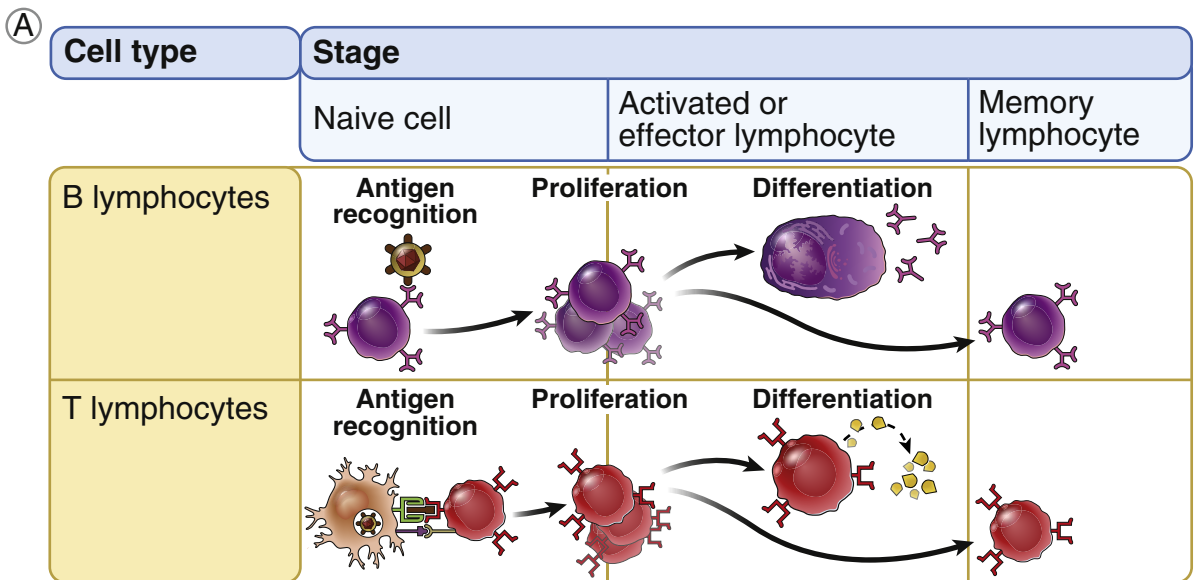 A
Cell type
Stage
Naive cell
Activated or
effector lymphocyte
Memory
lymphocyte
B lymphocytes
Antigen
recognition
Proliferation
Differentiation
T lymphocytes
Antigen
recognition
Proliferation
Differentiation